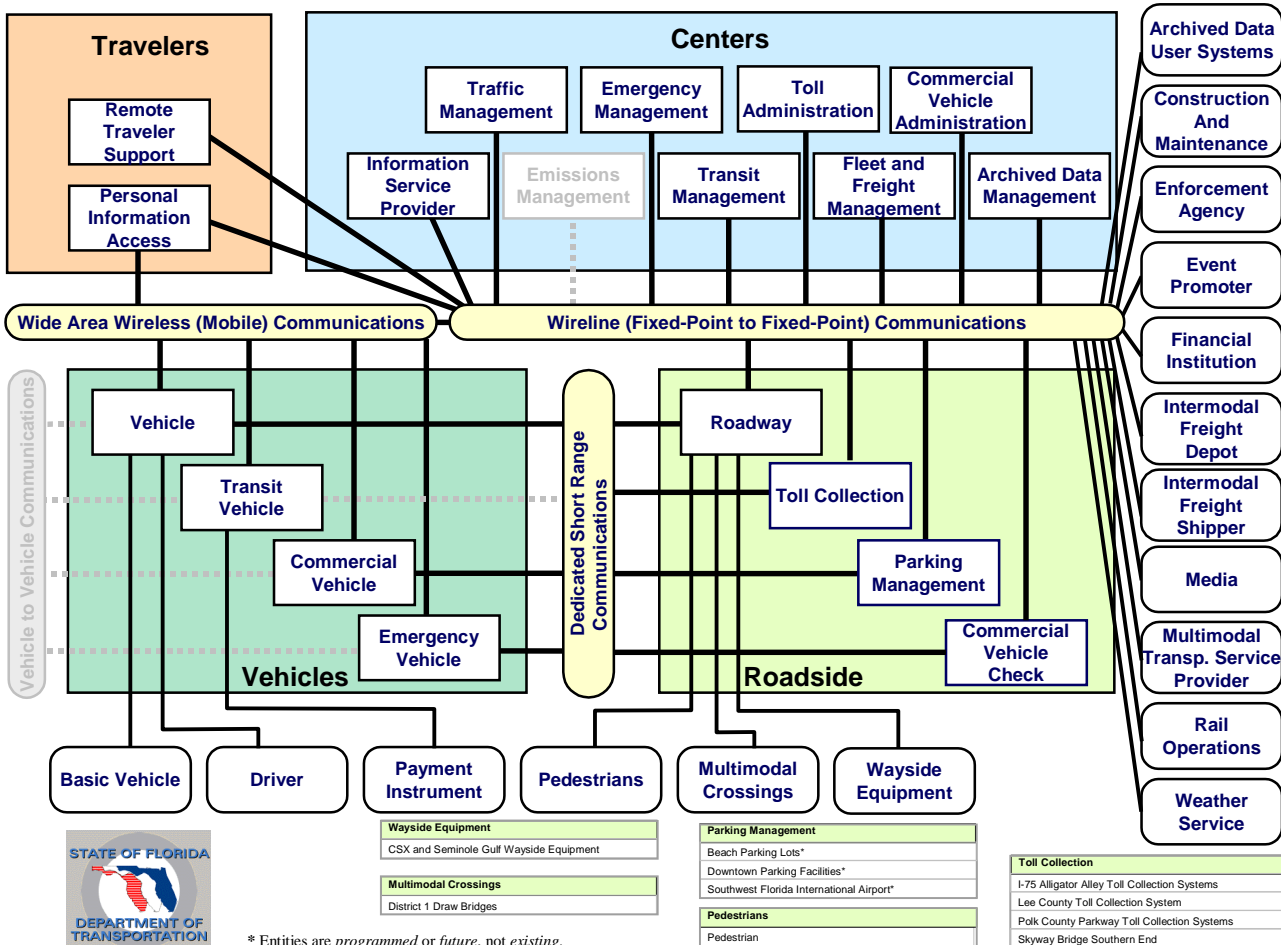 Travelers
Remote
Traveler
Support
Personal
Information
Access
Centers
Traffic
Management
Emergency
Management
Toll
Administration
Commercial
Vehicle
Administration
Information
Service
Provider
Emissions
Management
Transit
Management
Fleet and
Freight
Management
Archived Data
Management
Wide Area Wireless (Mobile) Communications
Wireline (Fixed-Point to Fixed-Point) Communications
Vehicle to Vehicle Communications
Vehicle
Transit
Vehicle
Commercial
Vehicle
Emergency
Vehicle
Vehicles
Dedicated Short Range
Communications
Roadway
Toll Collection
Parking
Management
Commercial
Vehicle
Check
Roadside
Archived Data
User Systems
Construction
And
Maintenance
Enforcement
Agency
Event
Promoter
Financial
Institution
Intermodal
Freight
Depot
Intermodal
Freight
Shipper
Media
Multimodal
Transp. Service
Provider
Rail
Operations
Weather
Service
Basic Vehicle
Driver
Payment
Instrument
Pedestrians
Multimodal
Crossings
Wayside
Equipment
STATE OF FLORIDA
DEPARTMENT OF
TRANSPORTATION
Wayside Equipment
CSX and Seminole Gulf Wayside Equipment
Multimodal Crossings
District 1 Draw Bridges
* Entities are programmed or future, not existing.
Parking Management
Beach Parking Lots*
Downtown Parking Facilities*
Southwest Florida International Airport*
Pedestrians
Pedestrian
Toll Collection
I-75 Alligator Alley Toll Collection Systems
Lee County Toll Collection System
Polk County Parkway Toll Collection Systems
Skyway Bridge Southern End